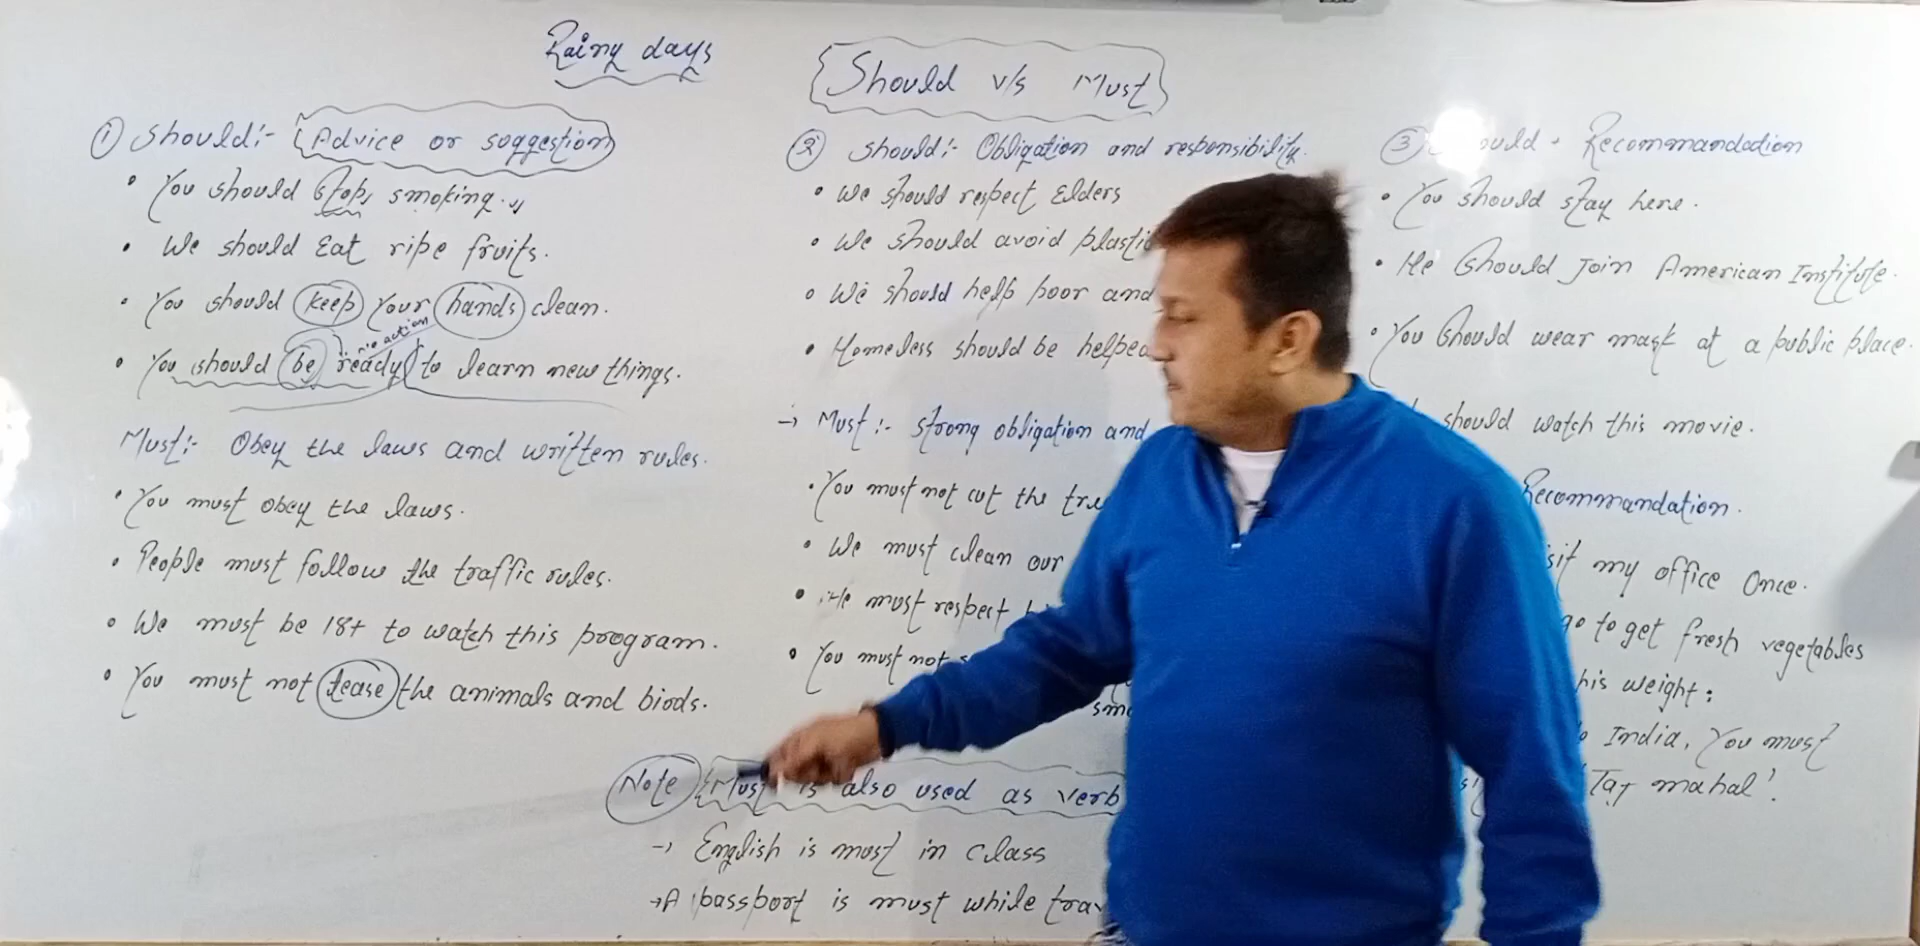 Rainy days
Should v/s Must
① Should:- Advice or suggestion
• You should stop smoking.
• We should Eat ripe fruits.
• You should keep your hands clean.
no action
• You should be ready to learn new things.
Must:- Obey the laws and written rules.
• You must obey the laws.
• People must follow the traffic rules.
• We must be 18+ to watch this program.
• You must not tease the animals and birds.
② Should:- Obligation and responsibility.
• We should respect Elders
• We should avoid
• We should help poor and
• Homeless should be helped
→ Must:- strong obligation and
• You must not cut the
• We must clean our
• He must respect
• You must not
③ Recommandation
• You should stay here.
• He should Join American Institute.
• You should wear mask at a public place.
should watch this movie.
Recommandation.
my office Once.
go to get fresh vegetables
his weight:
India, You must
'Taj mahal'.
Note Must is also used as verb
→ English is must in class
→ A passport is must while